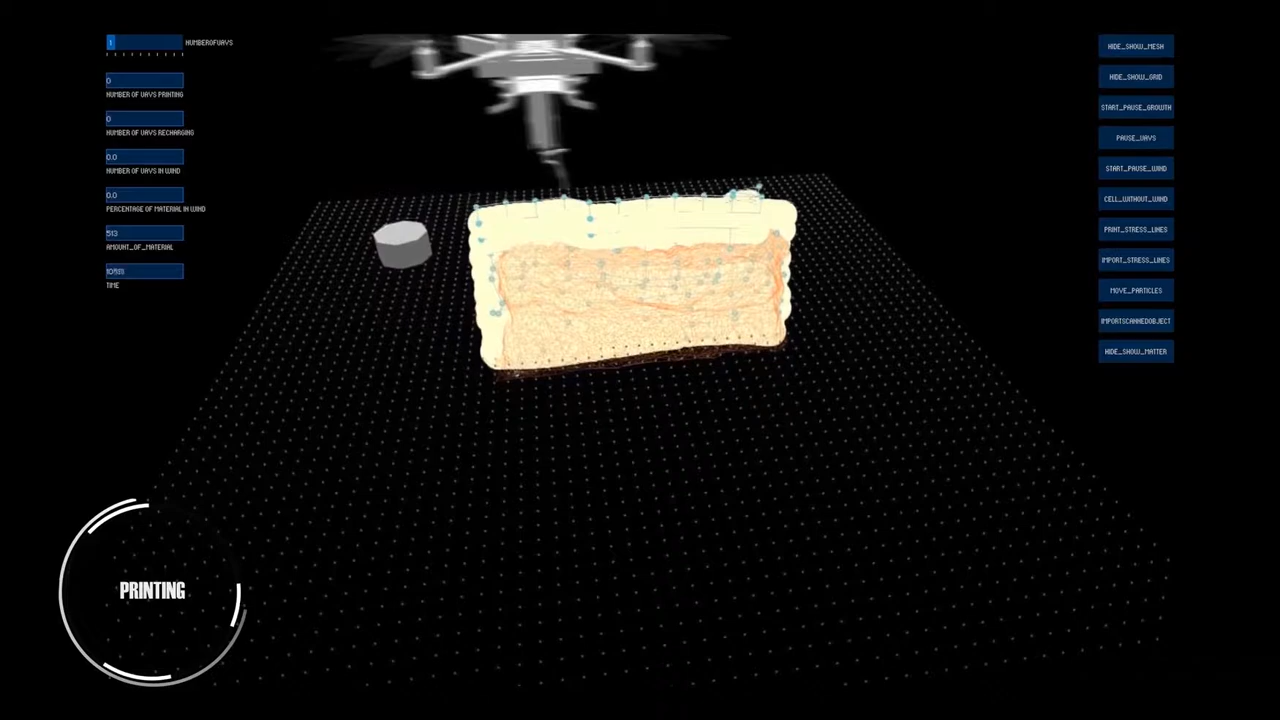 1 NUMBEROFUAVS
0
NUMBER OF UAVS PRINTING
0
NUMBER OF UAVS RECHARGING
0.0
NUMBER OF UAVS IN WIND
0.0
PERCENTAGE OF MATERIAL IN WIND
513
AMOUNT_OF_MATERIAL
TIME
HIDE_SHOW_MESH
HIDE_SHOW_GRID
START_PAUSE_GROWTH
PAUSE_UAVS
START_PAUSE_WIND
CELL_WITHOUT_WIND
PRINT_STRESS_LINES
IMPORT_STRESS_LINES
MOVE_PARTICLES
IMPORTSCANNEDOBJECT
HIDE_SHOW_MATTER
PRINTING